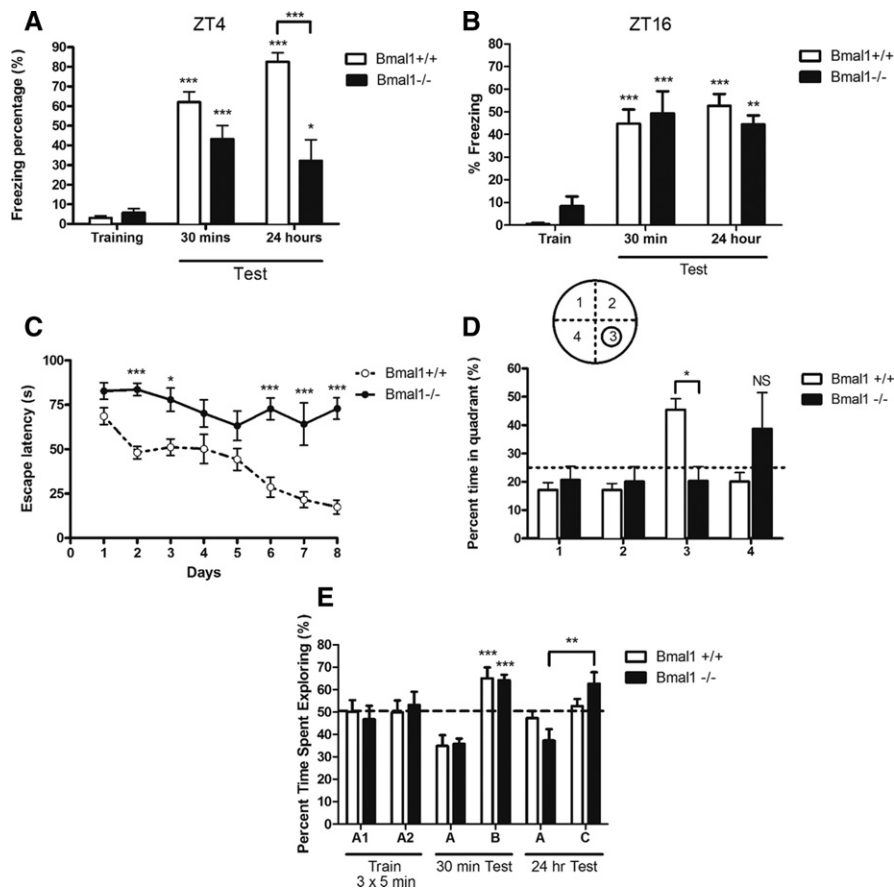 A
ZT4
***
***
***
***
*
90
80
70
60
50
40
30
20
10
0
Freezing percentage (%)
Training
30 mins
24 hours
Test
Bmal1+/+
Bmal1-/-
B
ZT16
80
70
60
50
40
30
20
10
0
% Freezing
***
***
***
**
Train
30 min
24 hour
Test
Bmal1+/+
Bmal1-/-
C
100
75
50
25
0
Escape latency (s)
***
*
***
***
***
0 1 2 3 4 5 6 7 8
Days
Bmal1+/+
Bmal1-/-
1 2
4 3
D
60
50
40
30
20
10
0
Percent time in quadrant (%)
*
NS
1 2 3 4
Bmal1 +/+
Bmal1 -/-
E
80
70
60
50
40
30
20
10
0
Percent Time Spent Exploring (%)
***
***
**
A1 A2 A B A C
Train
3 x 5 min
30 min Test
24 hr Test
Bmal1 +/+
Bmal1 -/-